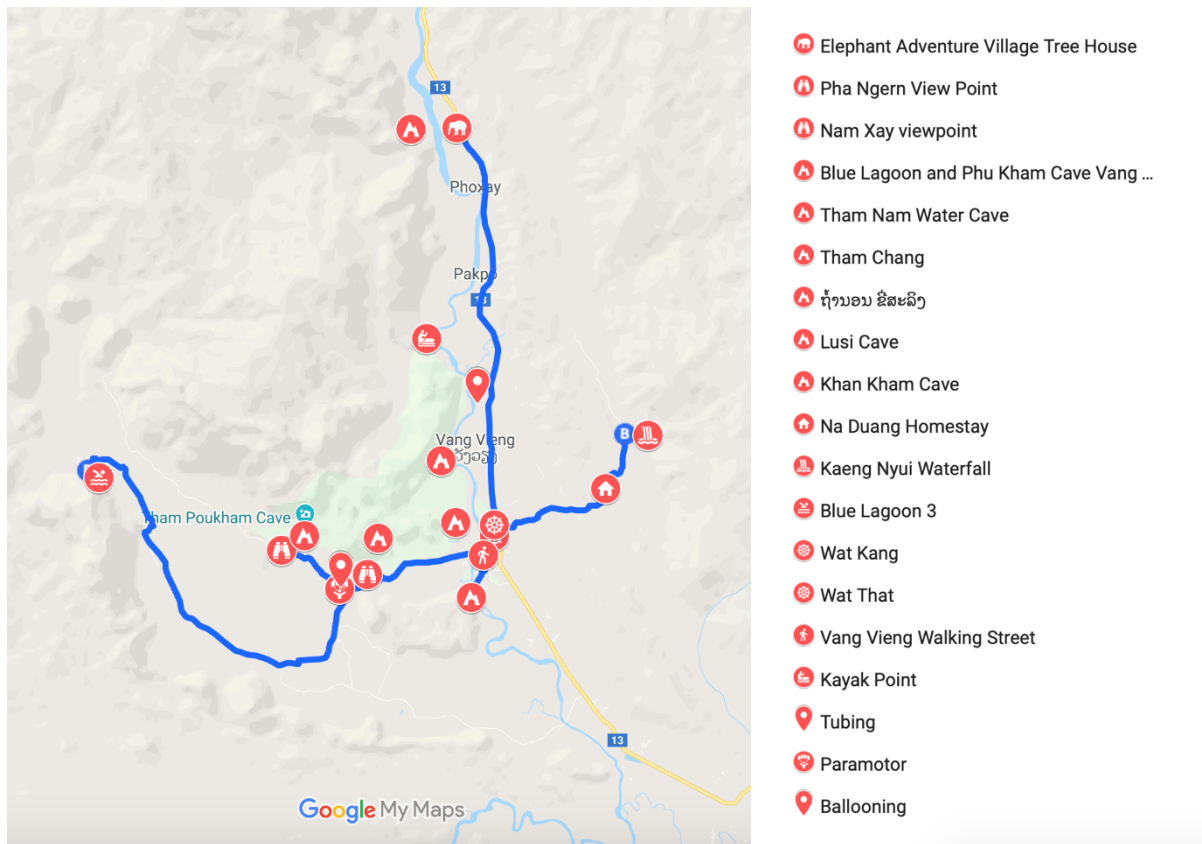 13
Phoxay
Pakpo
13
Vang Vieng
ວັງວຽງ
Tham Poukham Cave
13
Google My Maps
B
Elephant Adventure Village Tree House
Pha Ngern View Point
Nam Xay viewpoint
Blue Lagoon and Phu Kham Cave Vang ...
Tham Nam Water Cave
Tham Chang
ຖ້ຳນອນ ຂີ່ສະລິງ
Lusi Cave
Khan Kham Cave
Na Duang Homestay
Kaeng Nyui Waterfall
Blue Lagoon 3
Wat Kang
Wat That
Vang Vieng Walking Street
Kayak Point
Tubing
Paramotor
Ballooning